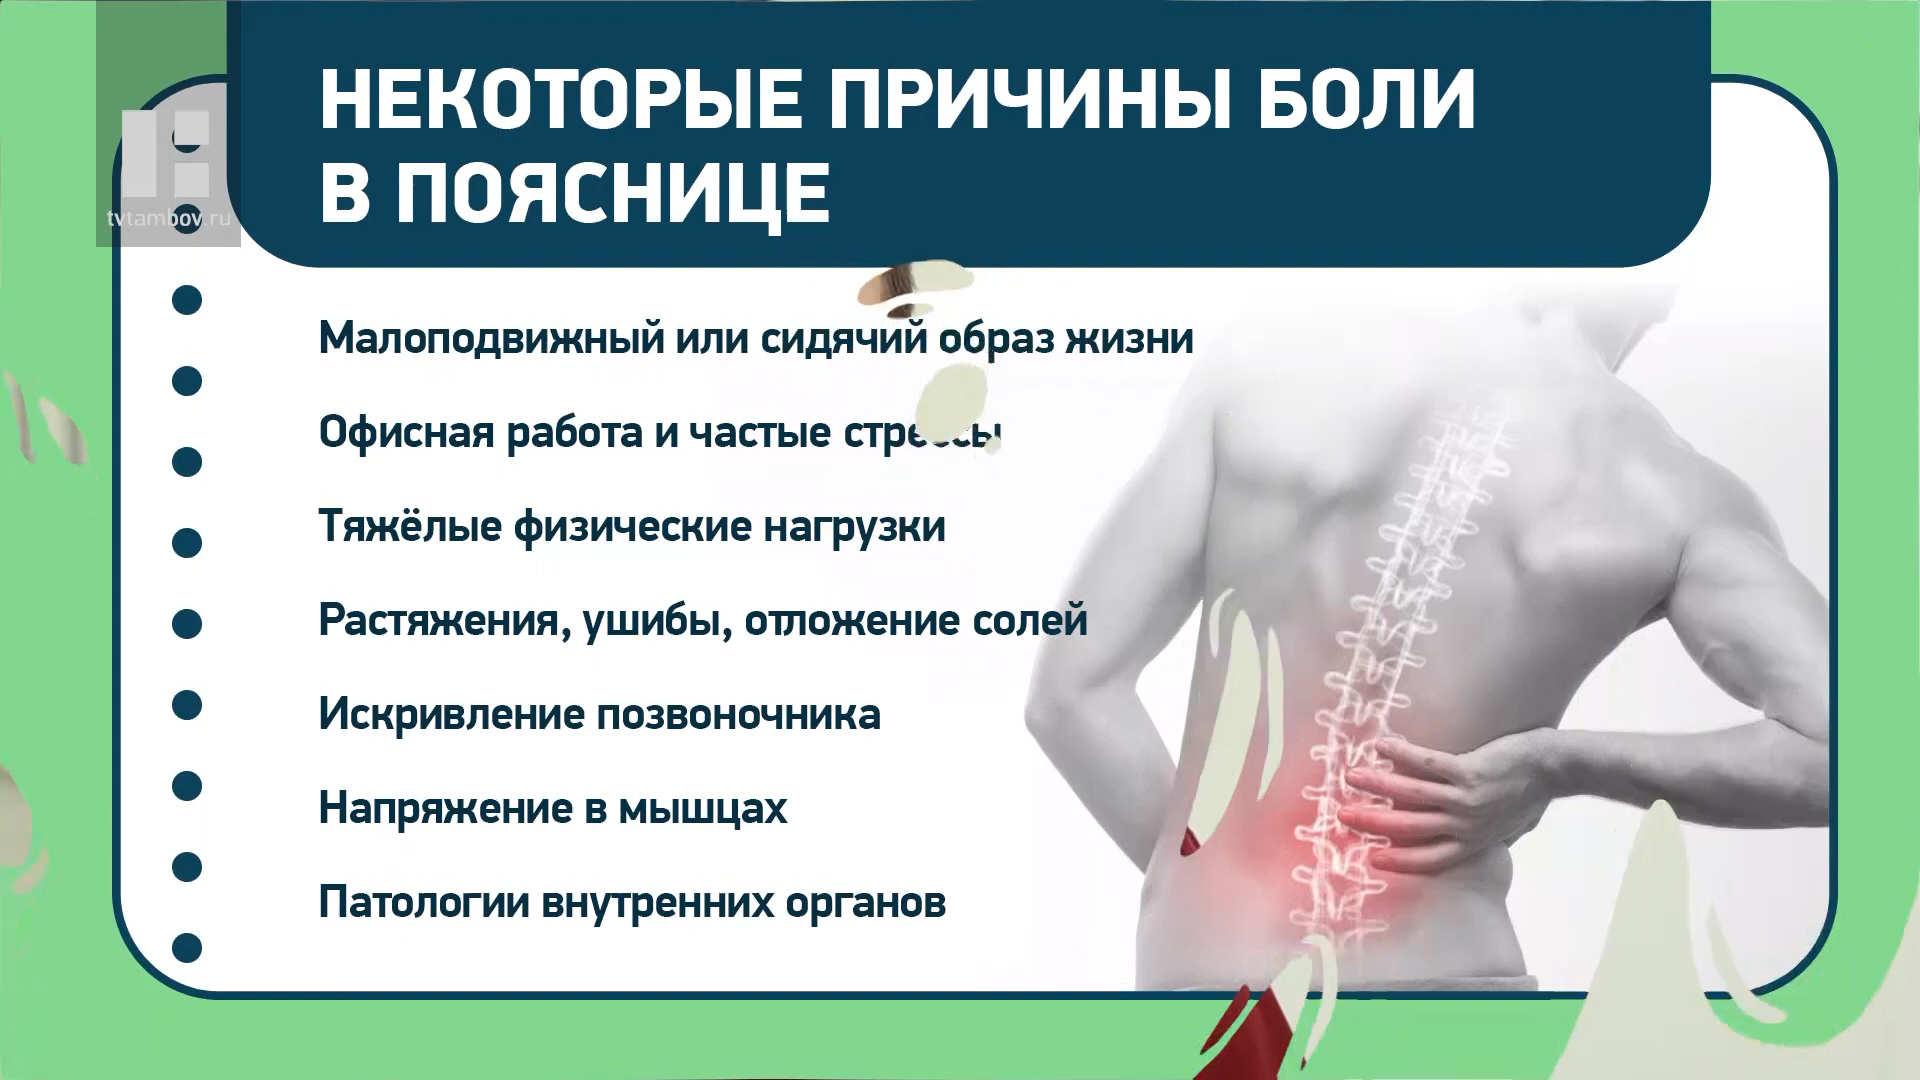 НЕКОТОРЫЕ ПРИЧИНЫ БОЛИ
В ПОЯСНИЦЕ
tvtambov.ru
Малоподвижный или сидячий образ жизни
Офисная работа и частые стрессы
Тяжёлые физические нагрузки
Растяжения, ушибы, отложение солей
Искривление позвоночника
Напряжение в мышцах
Патологии внутренних органов